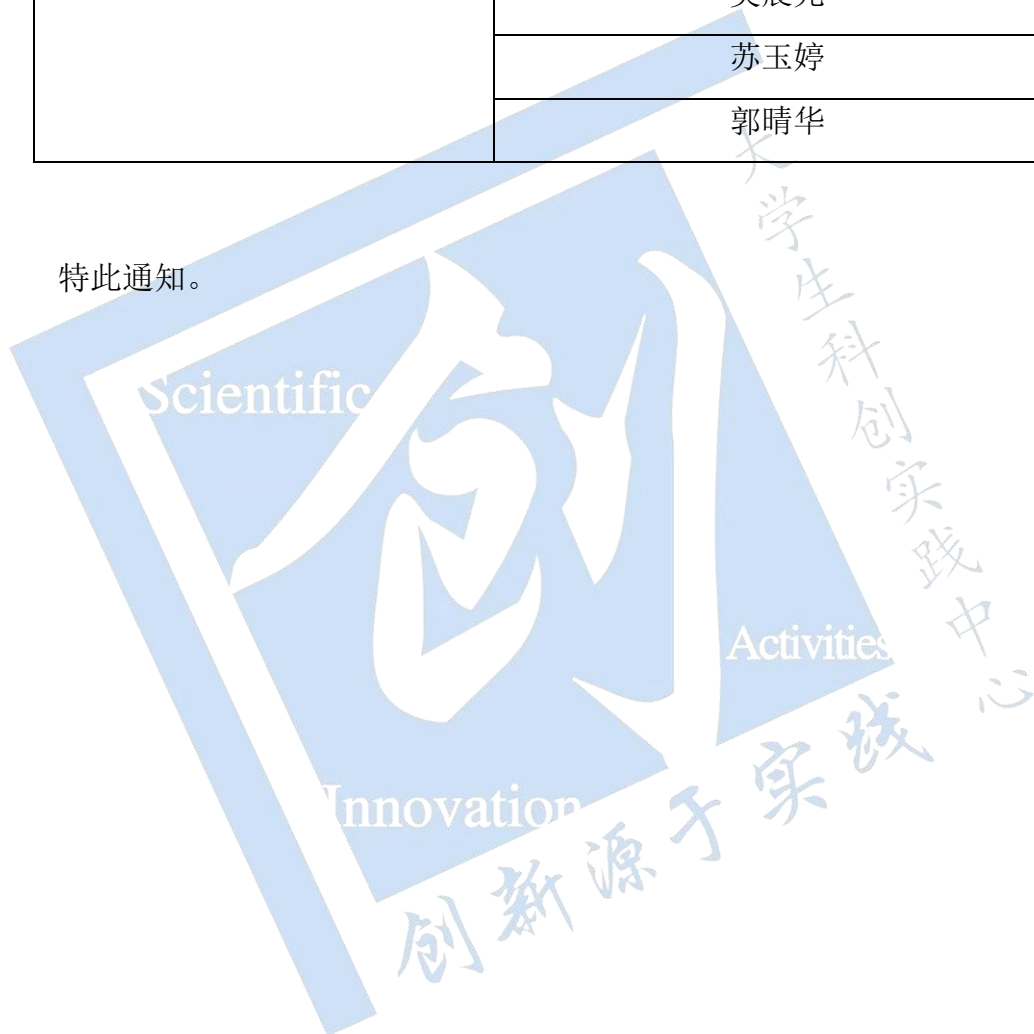 苏玉婷
郭晴华
特此通知。
大学生科创实践中心
Scientific
创
Activities
Innovation
创新源于实践